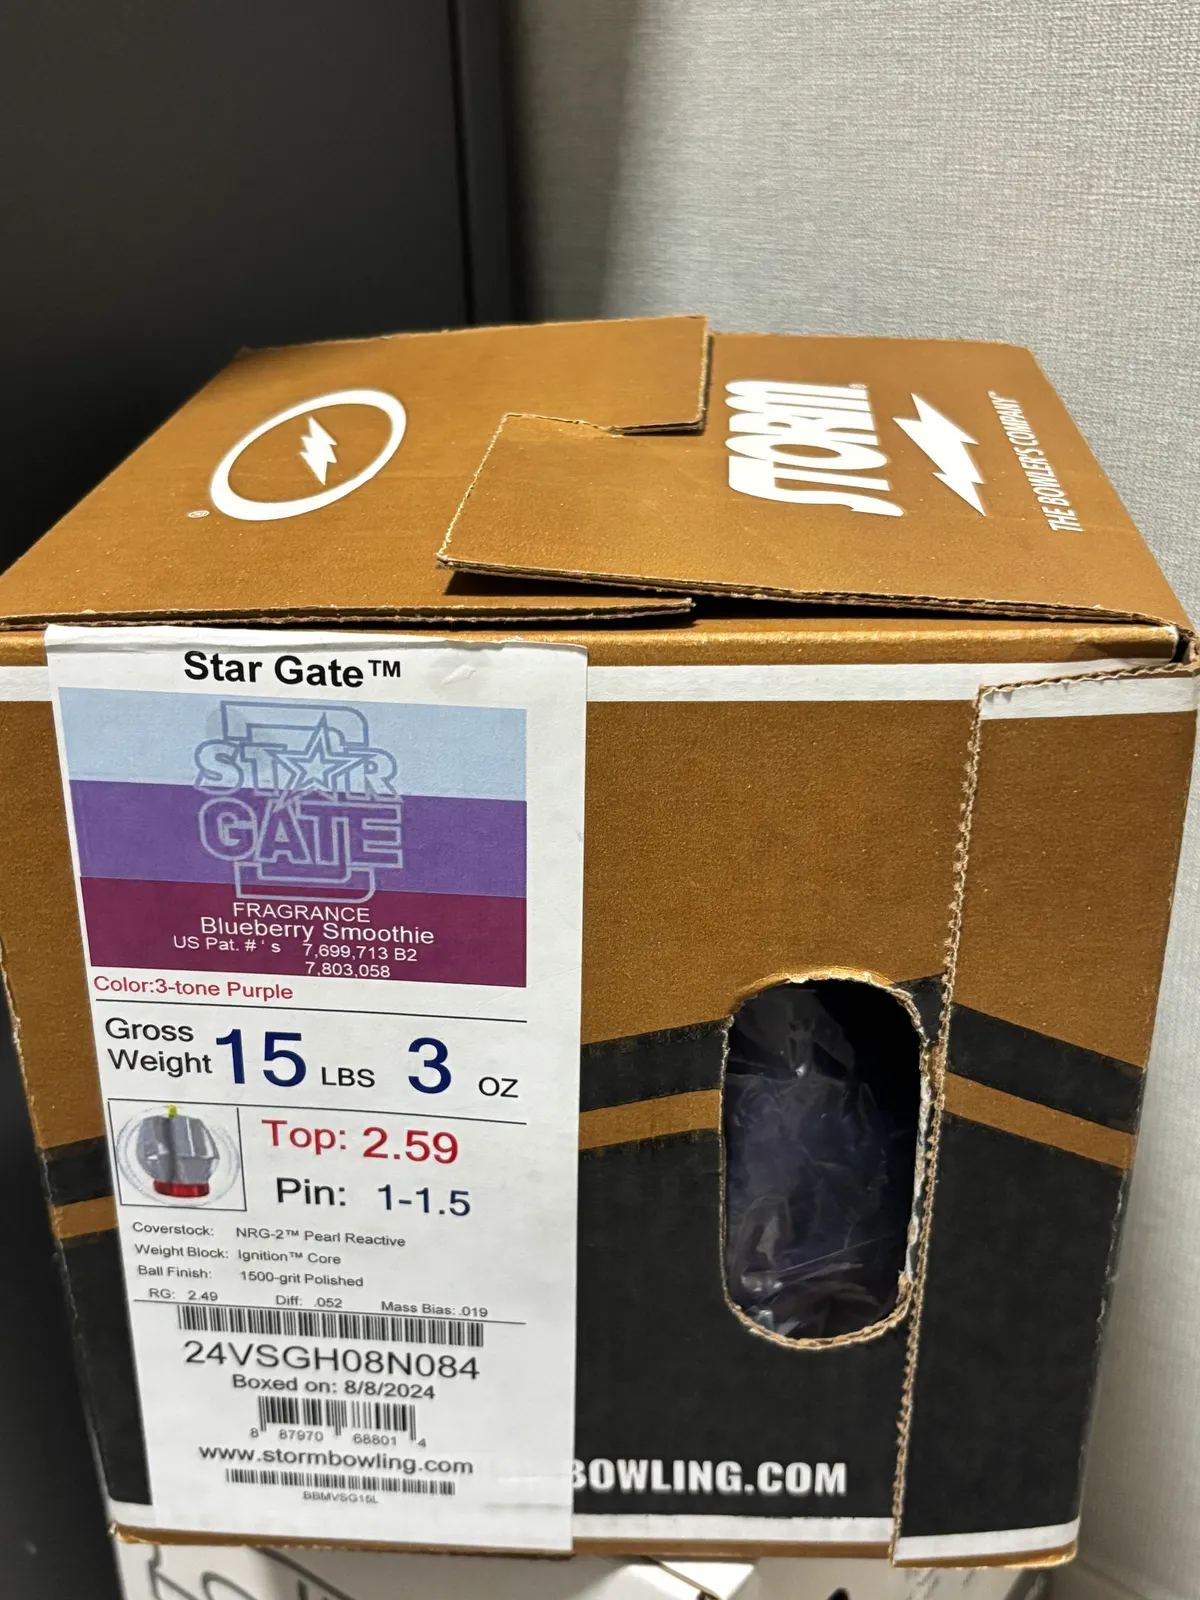 STORM®
THE BOWLER'S COMPANY
®
Star Gate™
STAR
GATE
FRAGRANCE
Blueberry Smoothie
US Pat. # ' s 7,699,713 B2
7,803,058
Color:3-tone Purple
Gross
Weight 15 LBS 3 OZ
Top: 2.59
Pin: 1-1.5
Coverstock: NRG-2™ Pearl Reactive
Weight Block: Ignition™ Core
Ball Finish: 1500-grit Polished
RG: 2.49 Diff: .052 Mass Bias: .019
24VSGH08N084
Boxed on: 8/8/2024
8 87970 68801 4
www.stormbowling.com
BBMVSG15L
BOWLING.COM